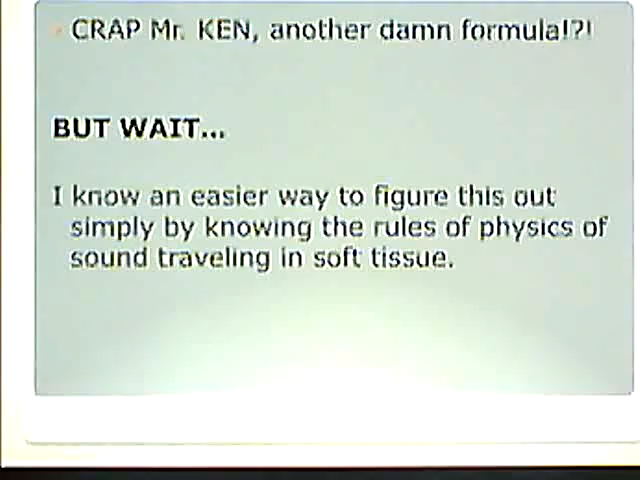 CRAP Mr. KEN, another damn formula!?!
BUT WAIT...
I know an easier way to figure this out
simply by knowing the rules of physics of
sound traveling in soft tissue.